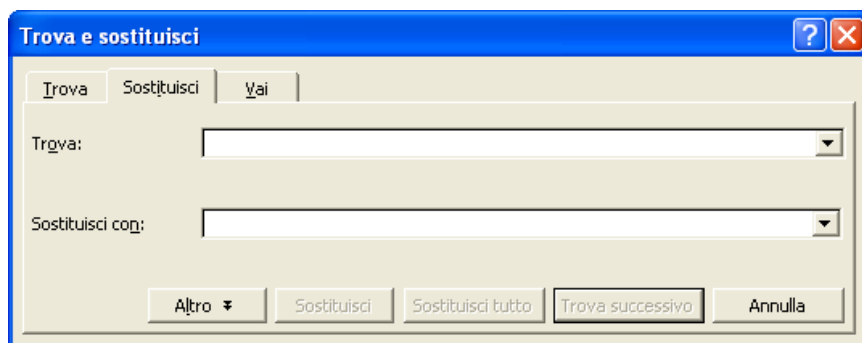 Trova e sostituisci
Trova Sostituisci Vai
Trova:
Sostituisci con:
Altro Sostituisci Sostituisci tutto Trova successivo Annulla